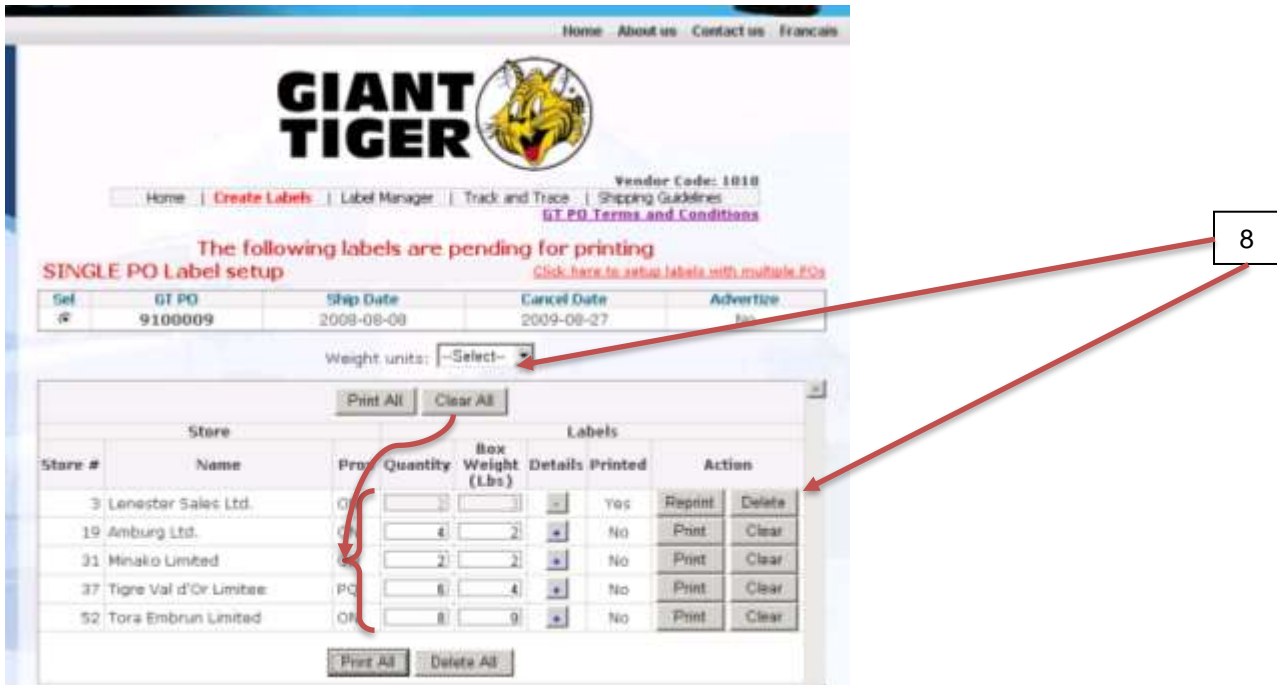 Home About us Contact us Francais
GIANT
TIGER
Vendor Code: 1010
Home | Create Labels | Label Manager | Track and Trace | Shipping Guidelines
GT PO Terms and Conditions
The following labels are pending for printing
SINGLE PO Label setup Click here to setup labels with multiple POs
8
Sel GT PO Ship Date Cancel Date Advertize
9100009 2008-08-08 2009-08-27 No
Weight units: --Select--
Print All Clear All
Store Labels
Store # Name Prov Quantity Box Weight (Lbs) Details Printed Action
3 Lenester Sales Ltd. - Yes Reprint Delete
19 Amburg Ltd. ON 4 2 + No Print Clear
31 Minako Limited 2 2 + No Print Clear
37 Tigre Val d'Or Limitee PQ 6 4 + No Print Clear
52 Tora Embrun Limited ON 8 9 + No Print Clear
Print All Delete All